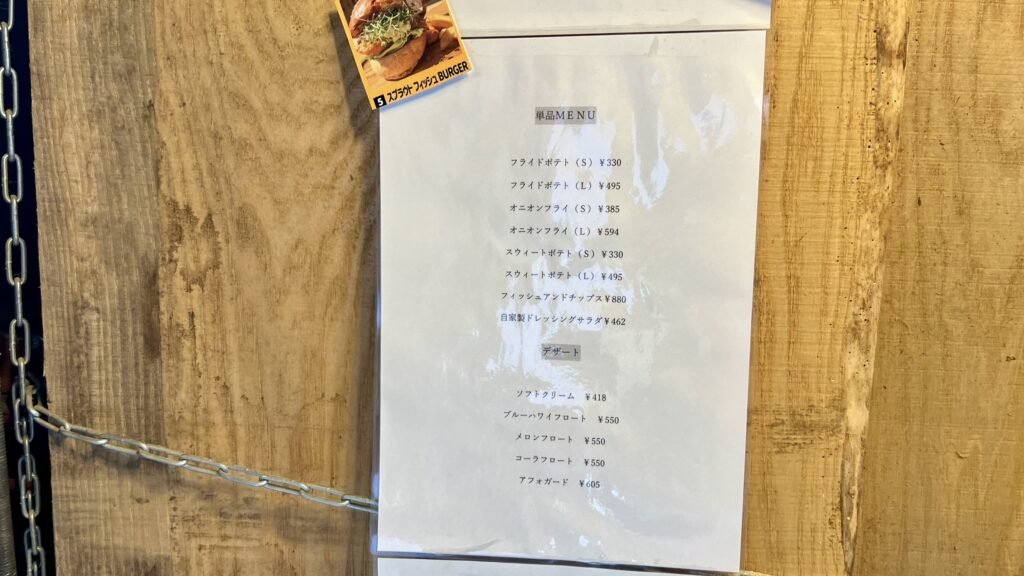 5 スプラウト フィッシュ BURGER
単品MENU
フライドポテト（S）￥330
フライドポテト（L）￥495
オニオンフライ（S）￥385
オニオンフライ（L）￥594
スウィートポテト（S）￥330
スウィートポテト（L）￥495
フィッシュアンドチップス￥880
自家製ドレッシングサラダ￥462
デザート
ソフトクリーム　￥418
ブルーハワイフロート　￥550
メロンフロート　￥550
コーラフロート　￥550
アフォガード　￥605